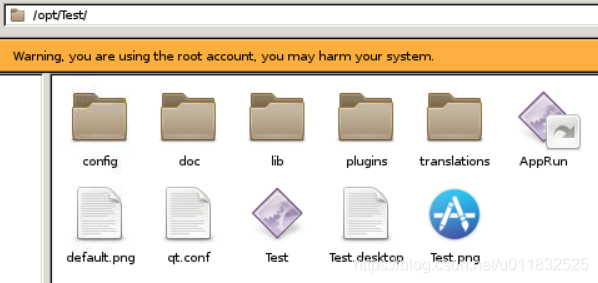 /opt/Test/
Warning, you are using the root account, you may harm your system.
config doc lib plugins translations AppRun
default.png qt.conf Test Test.desktop Test.png
https://blog.csdn.net/u011832525